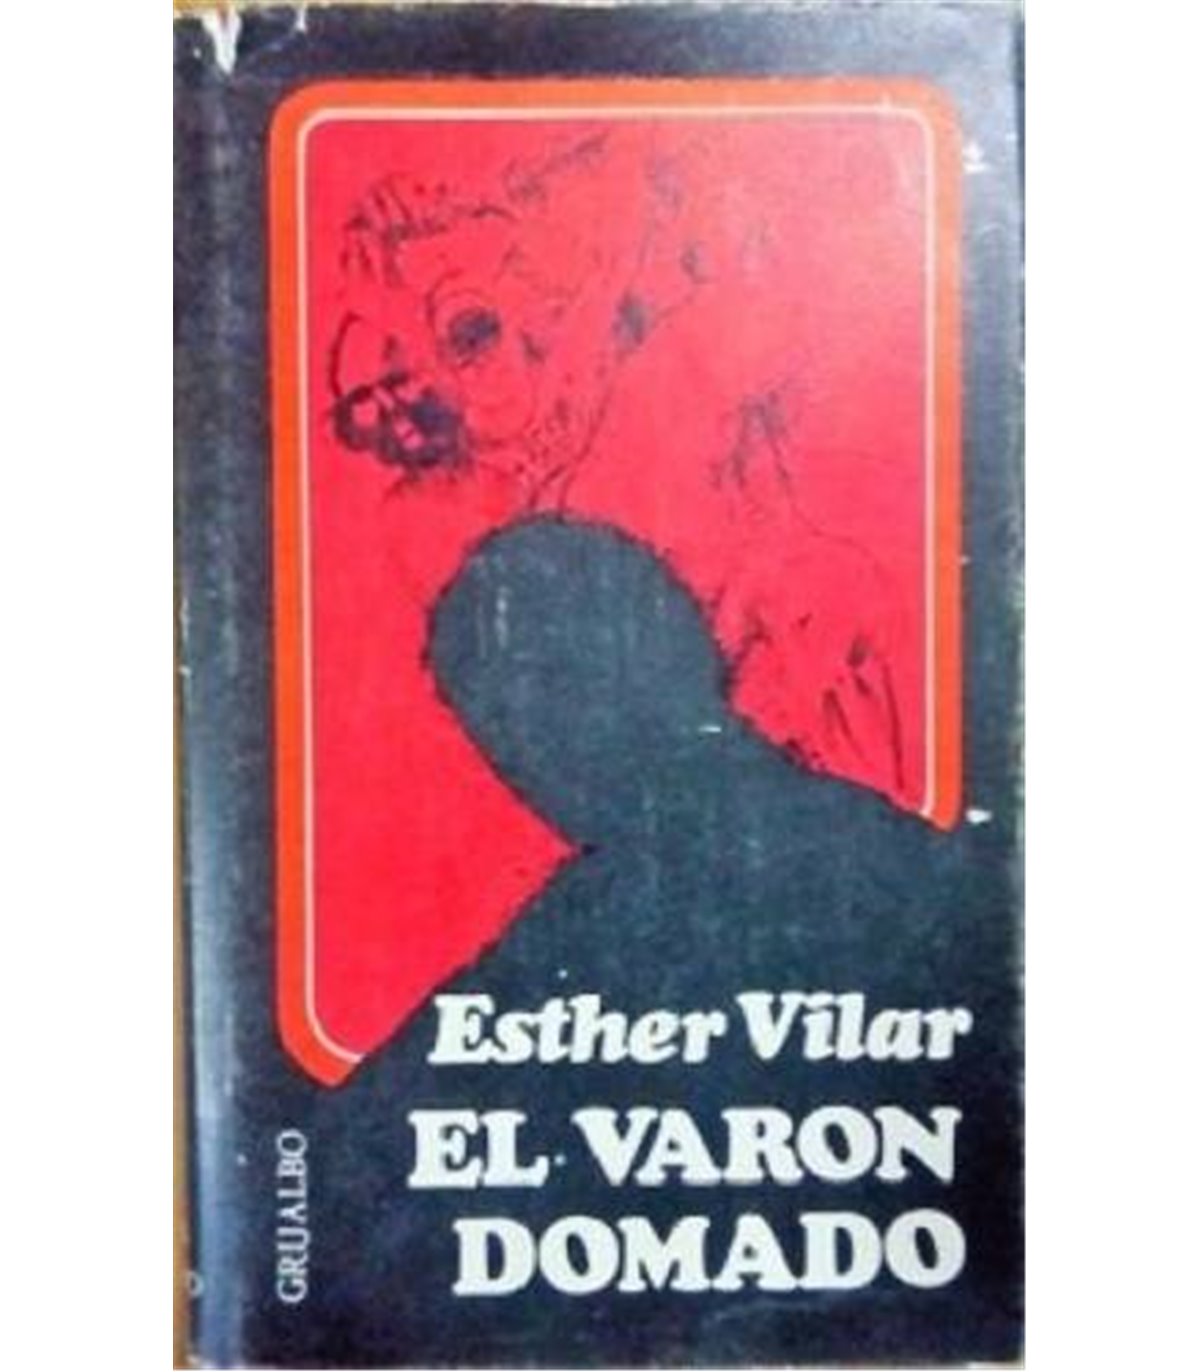 Esther Vilar
EL VARON
DOMADO
GRIJALBO